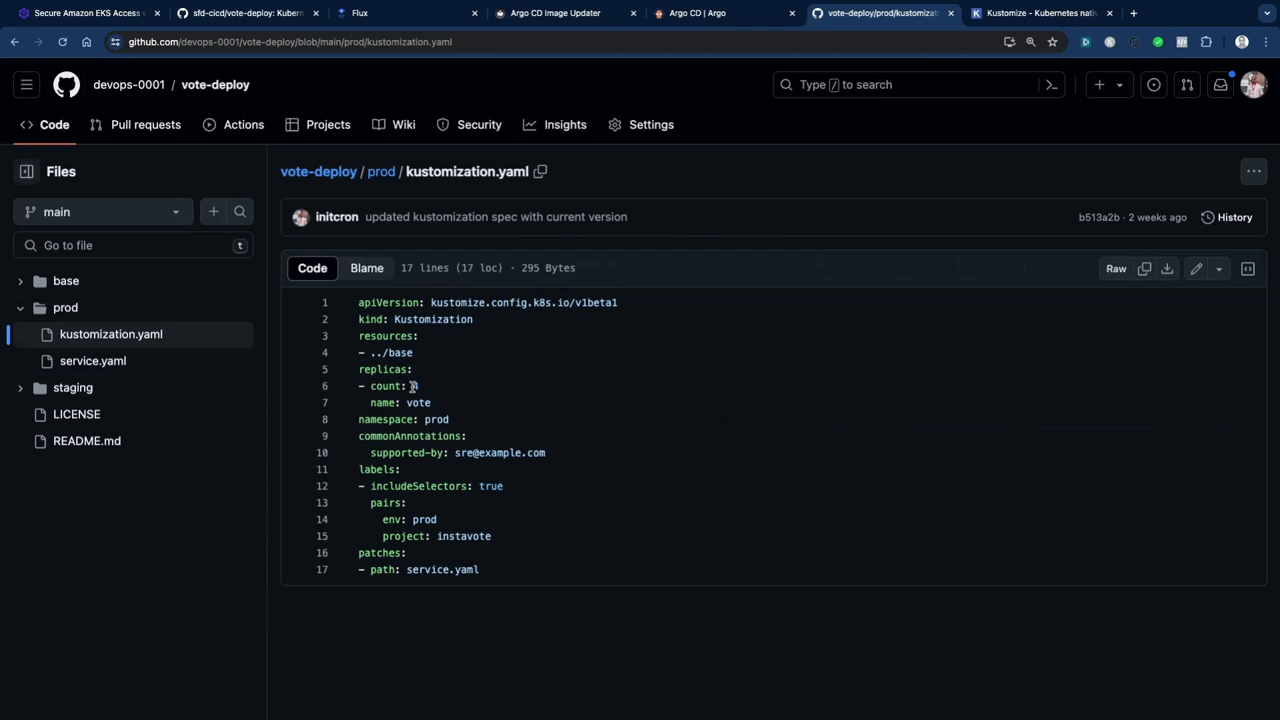 Secure Amazon EKS Access v
sfd-cicd/vote-deploy: Kubern
Flux
Argo CD Image Updater
Argo CD | Argo
vote-deploy/prod/kustomizati
Kustomize - Kubernetes nati
github.com/devops-0001/vote-deploy/blob/main/prod/kustomization.yaml
devops-0001 / vote-deploy
Type / to search
Code
Pull requests
Actions
Projects
Wiki
Security
Insights
Settings
Files
main
Go to file
t
base
prod
kustomization.yaml
service.yaml
staging
LICENSE
README.md
vote-deploy / prod / kustomization.yaml
initcron updated kustomization spec with current version
b513a2b · 2 weeks ago
History
Code
Blame
17 lines (17 loc) · 295 Bytes
Raw
1 apiVersion: kustomize.config.k8s.io/v1beta1
2 kind: Kustomization
3 resources:
4 - ../base
5 replicas:
6 - count:
7 name: vote
8 namespace: prod
9 commonAnnotations:
10 supported-by: sre@example.com
11 labels:
12 - includeSelectors: true
13 pairs:
14 env: prod
15 project: instavote
16 patches:
17 - path: service.yaml